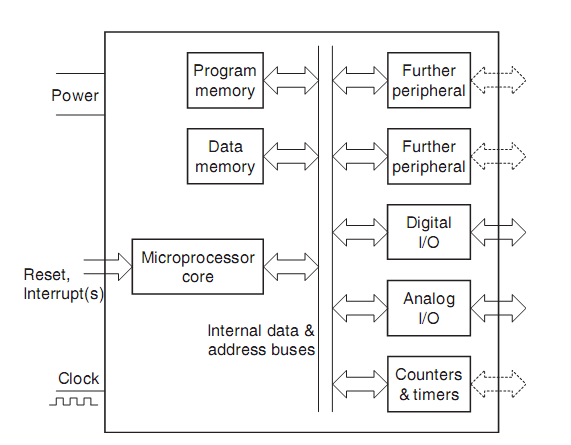 Power
Program
memory
Further
peripheral
Data
memory
Further
peripheral
Digital
I/O
Microprocessor
core
Reset,
Interrupt(s)
Analog
I/O
Internal data &
address buses
Clock
Counters
& timers